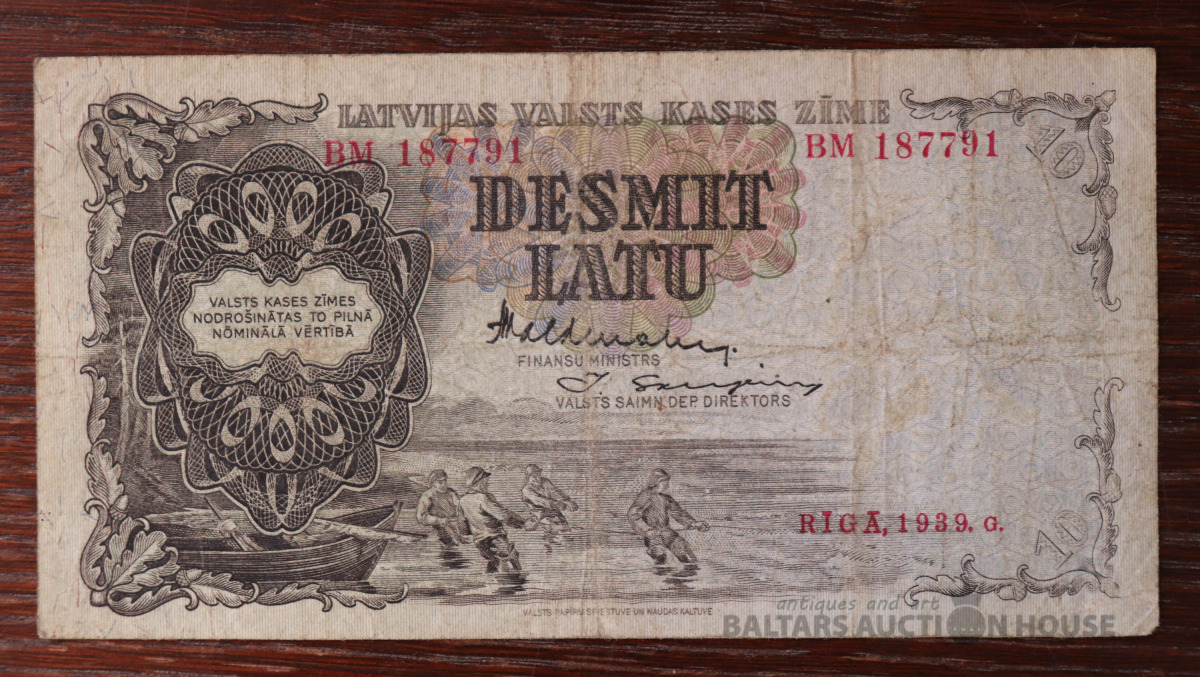 LATVIJAS VALSTS KASES ZĪME
BM 187791 BM 187791
10
DESMIT
LATU
VALSTS KASES ZĪMES
NODROŠINĀTAS TO PILNĀ
NŌMINĀLĀ VĒRTĪBĀ
FINANSU MINISTRS
VALSTS SAIMN DEP DIREKTORS
RĪGĀ, 1939. G.
10
VALSTS PAPĪRU SPIESTUVE UN NAUDAS KALTUVE
antiques and art
BALTARS AUCTION HOUSE